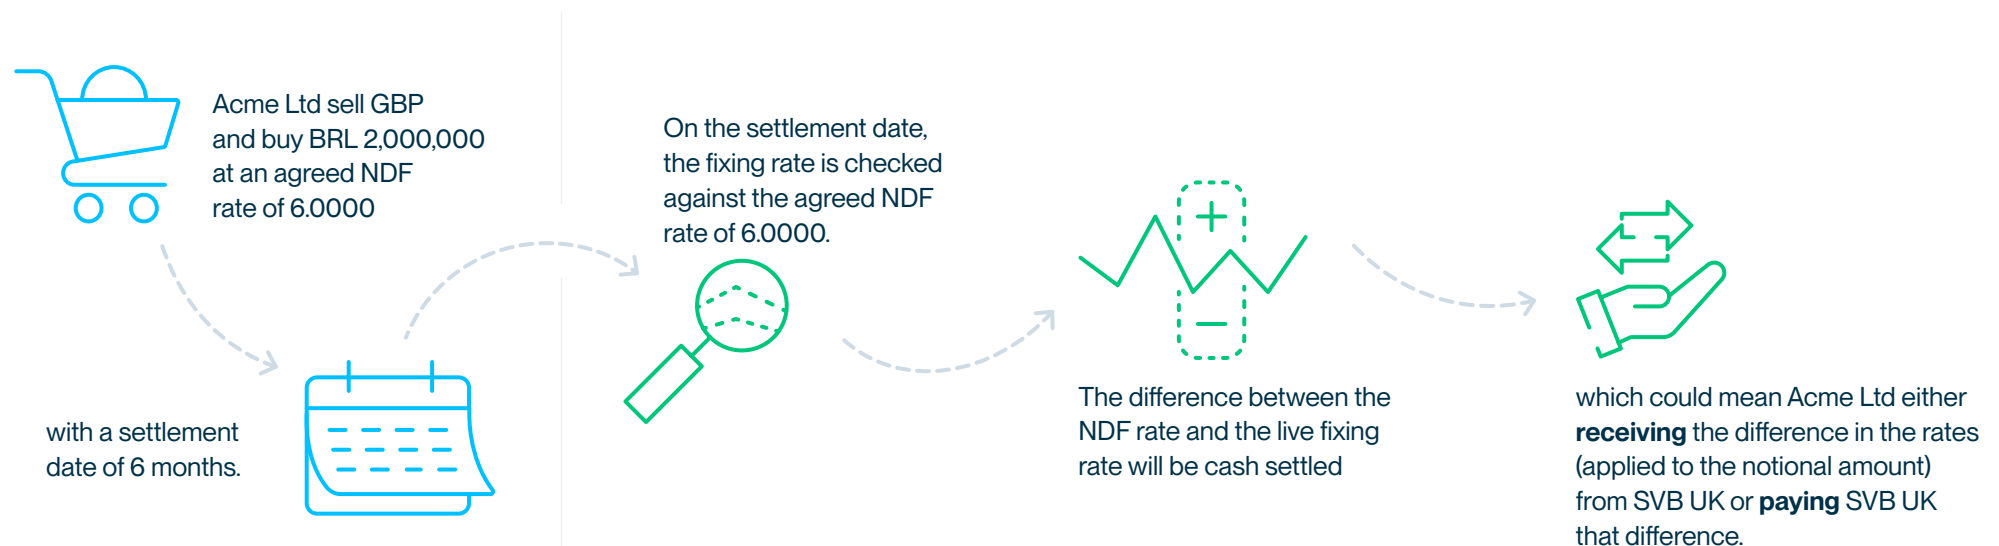 Acme Ltd sell GBP
and buy BRL 2,000,000
at an agreed NDF
rate of 6.0000
with a settlement
date of 6 months.
On the settlement date,
the fixing rate is checked
against the agreed NDF
rate of 6.0000.
The difference between the
NDF rate and the live fixing
rate will be cash settled
which could mean Acme Ltd either
receiving the difference in the rates
(applied to the notional amount)
from SVB UK or paying SVB UK
that difference.